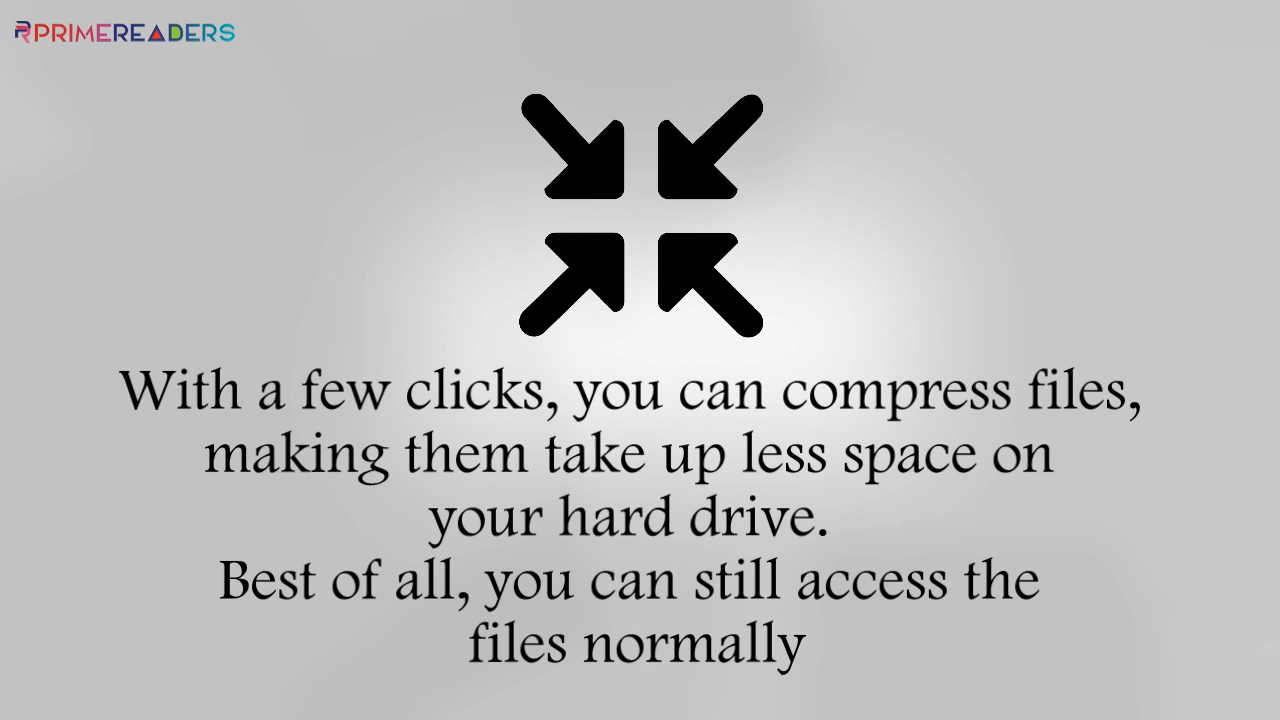 PRIMEREADERS
With a few clicks, you can compress files,
making them take up less space on
your hard drive.
Best of all, you can still access the
files normally